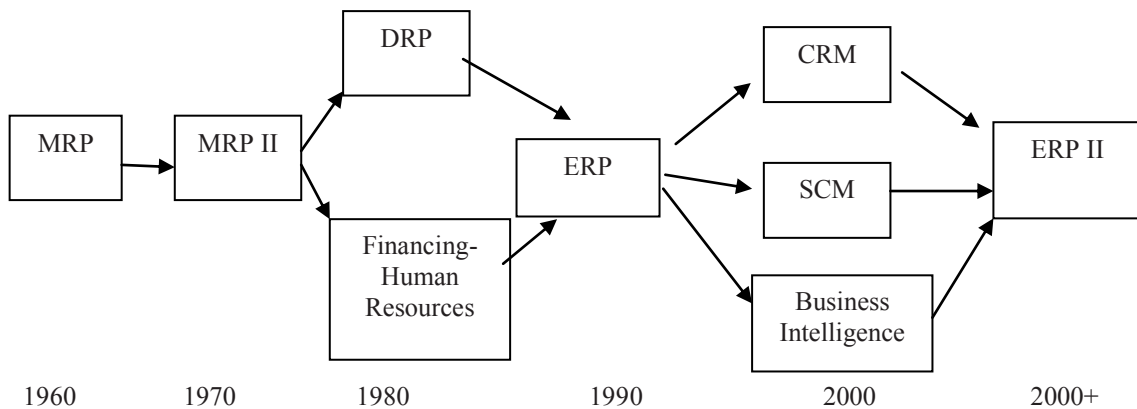 DRP
CRM
MRP
MRP II
ERP
ERP II
SCM
Financing-
Human
Resources
Business
Intelligence
1960
1970
1980
1990
2000
2000+